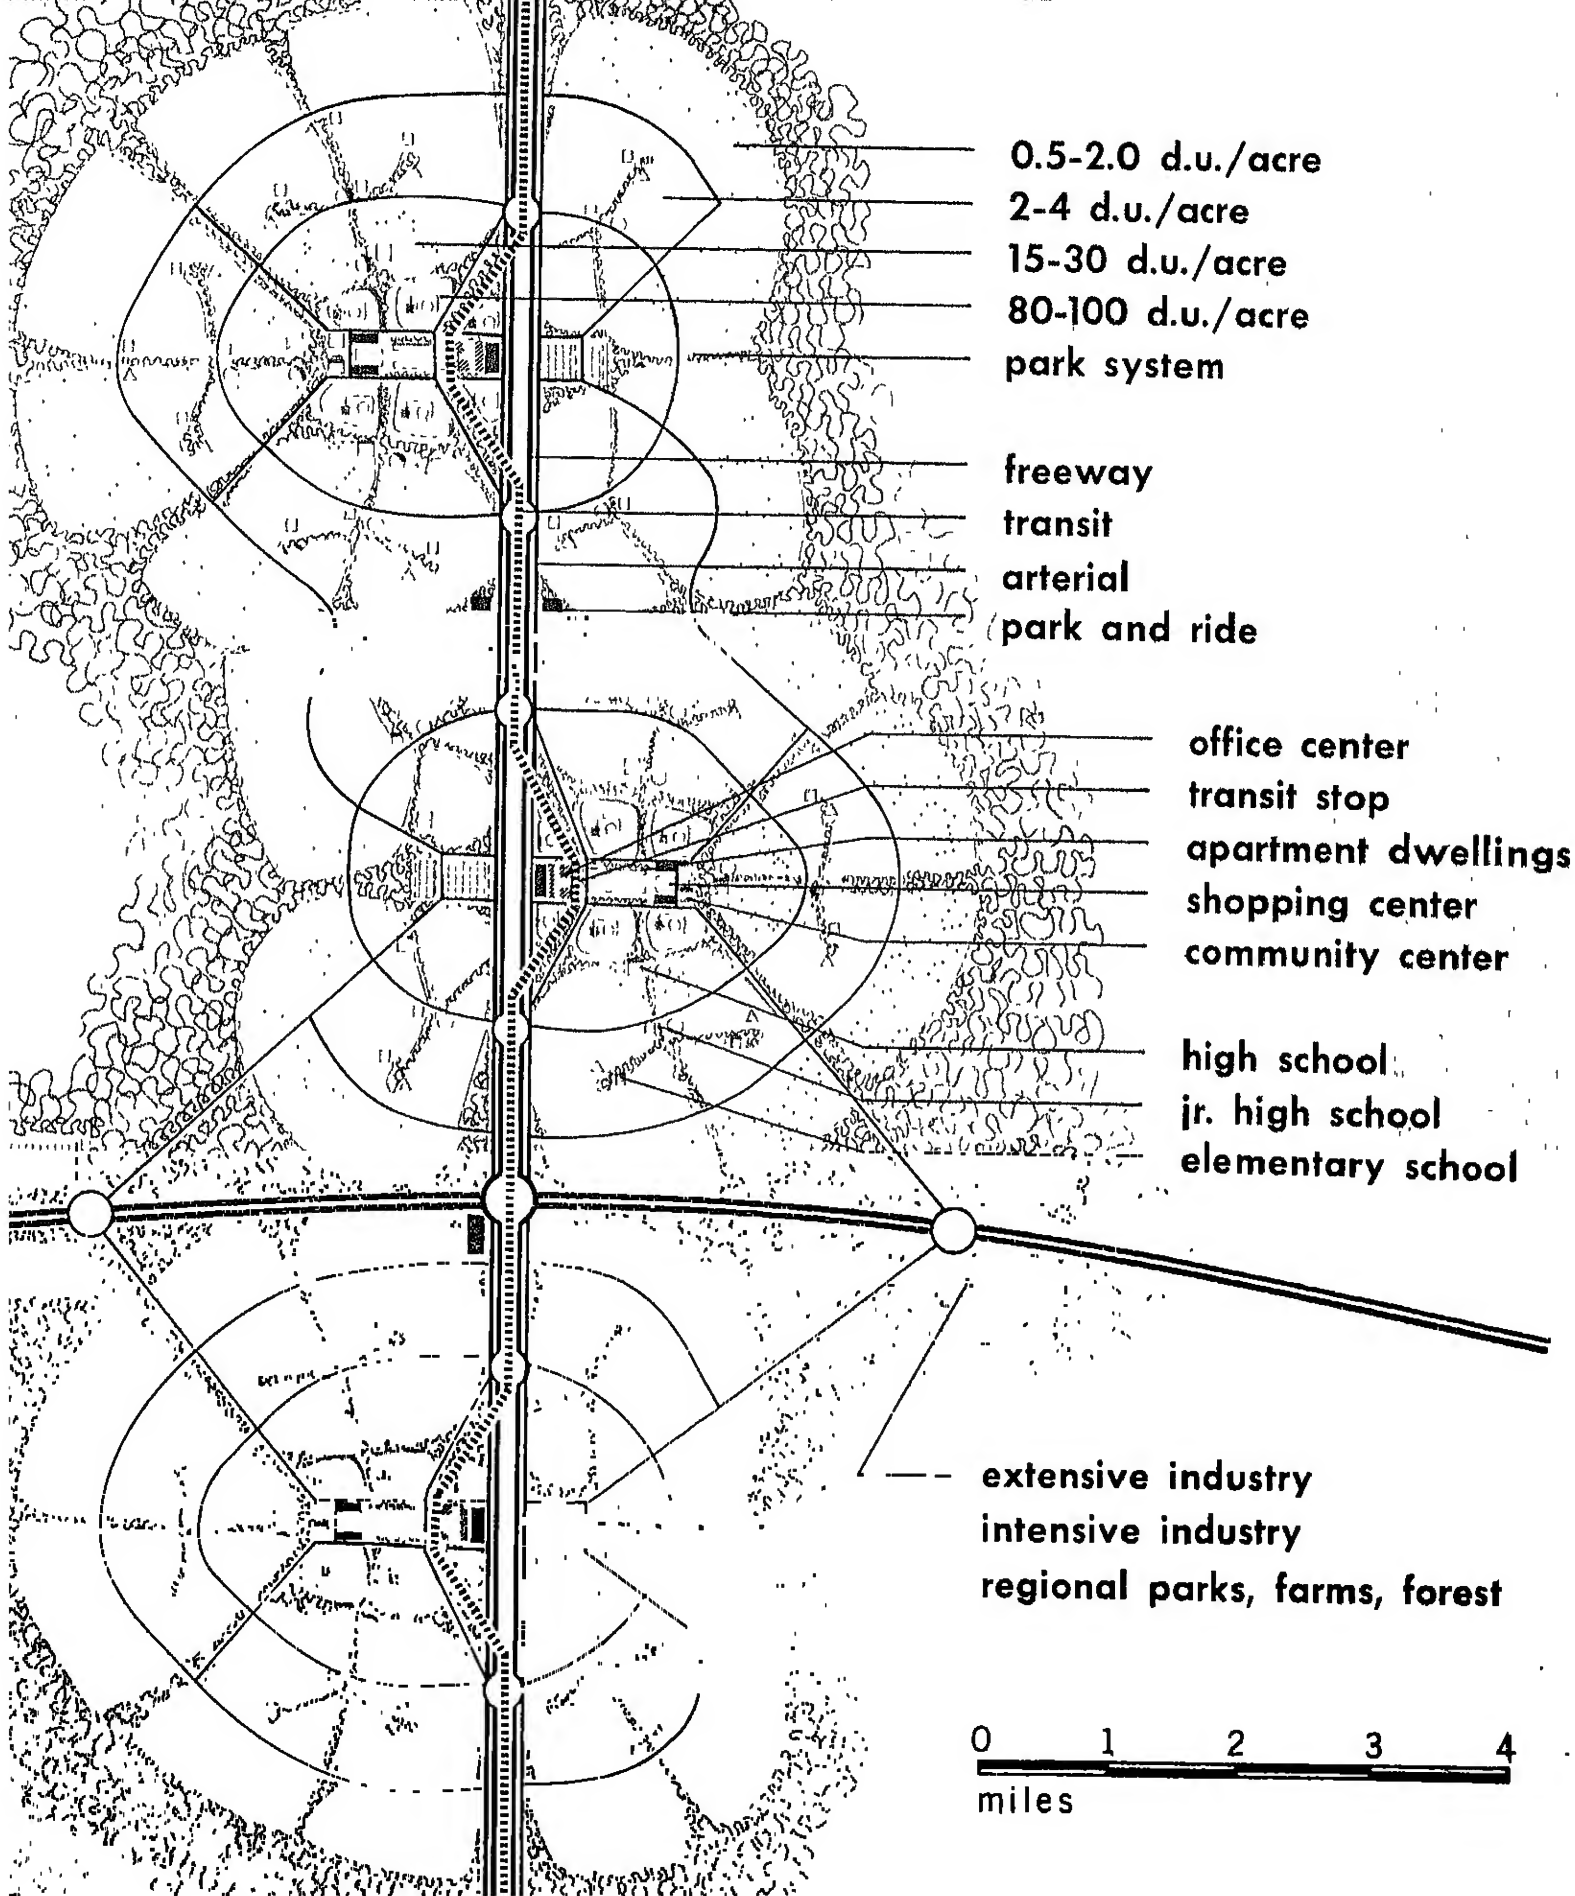 0.5-2.0 d.u./acre
2-4 d.u./acre
15-30 d.u./acre
80-100 d.u./acre
park system
freeway
transit
arterial
park and ride
office center
transit stop
apartment dwellings
shopping center
community center
high school
jr. high school
elementary school
extensive industry
intensive industry
regional parks, farms, forest
0 1 2 3 4
miles